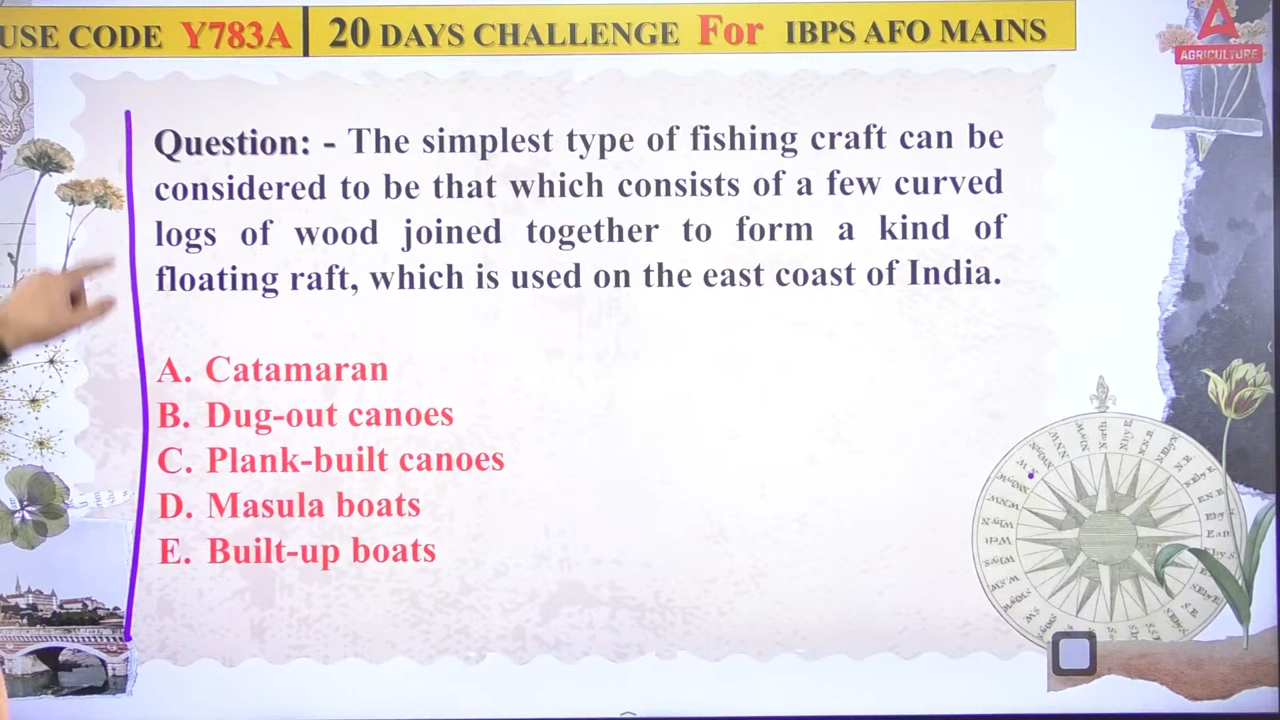 USE CODE Y783A | 20 DAYS CHALLENGE For IBPS AFO MAINS
AGRICULTURE
Question: - The simplest type of fishing craft can be
considered to be that which consists of a few curved
logs of wood joined together to form a kind of
floating raft, which is used on the east coast of India.
A. Catamaran
B. Dug-out canoes
C. Plank-built canoes
D. Masula boats
E. Built-up boats
North